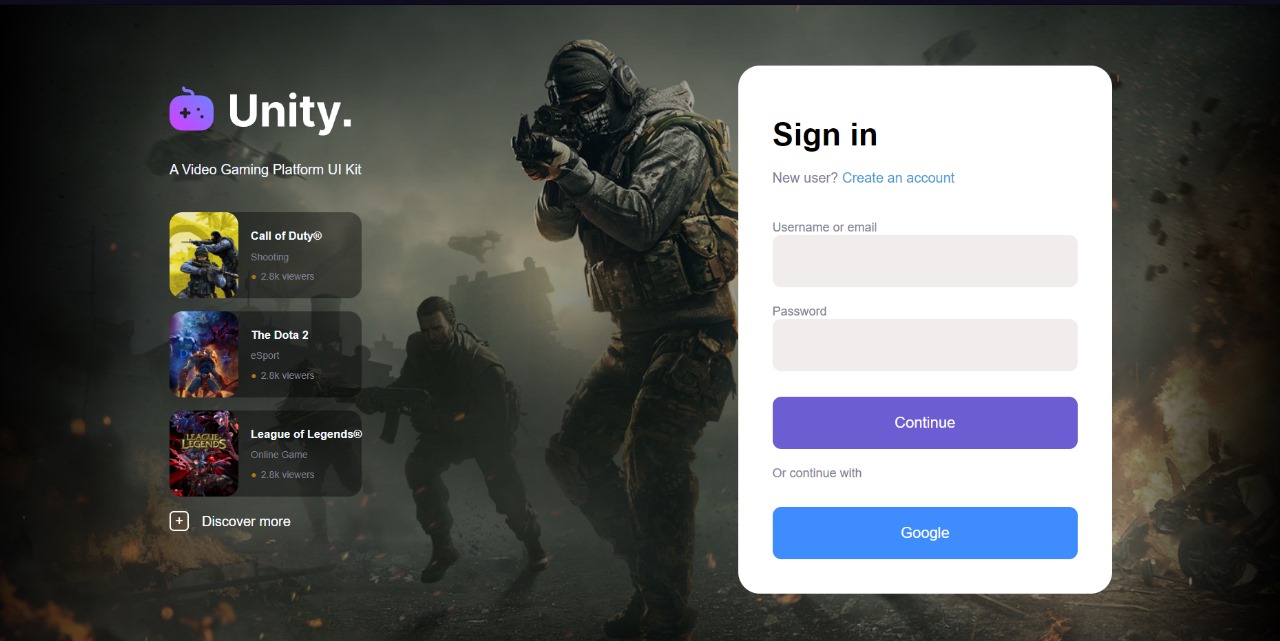 Unity.
A Video Gaming Platform UI Kit
Call of Duty®
Shooting
2.8k viewers
The Dota 2
eSport
2.8k viewers
LEAGUE OF
LEGENDS
League of Legends®
Online Game
2.8k viewers
+ Discover more
Sign in
New user? Create an account
Username or email
Password
Continue
Or continue with
Google